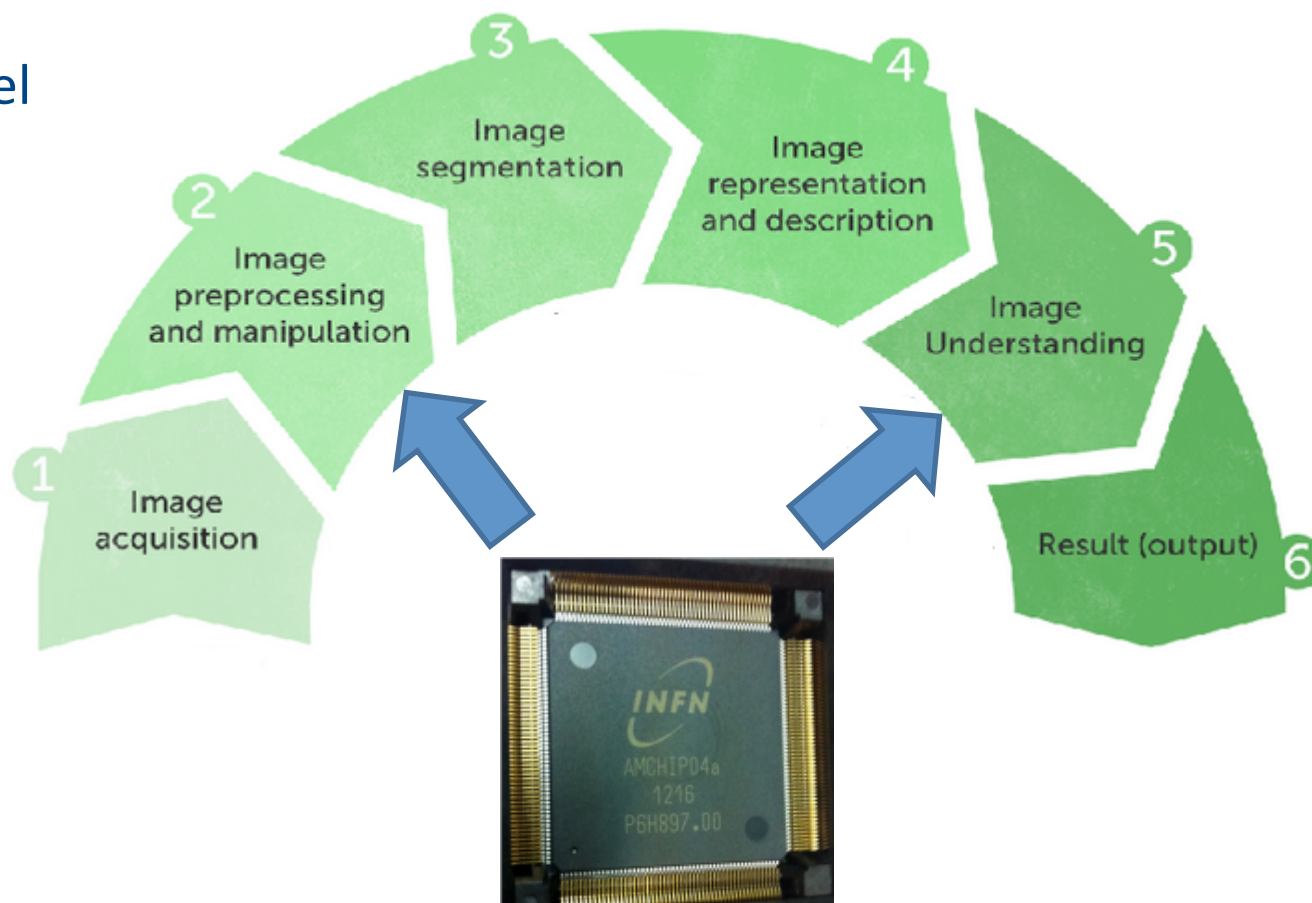 el
1
Image
acquisition
2
Image
preprocessing
and manipulation
3
Image
segmentation
4
Image
representation
and description
5
Image
Understanding
Result (output)
6
INFN
AMCHIP04a
1216
P6H897.00